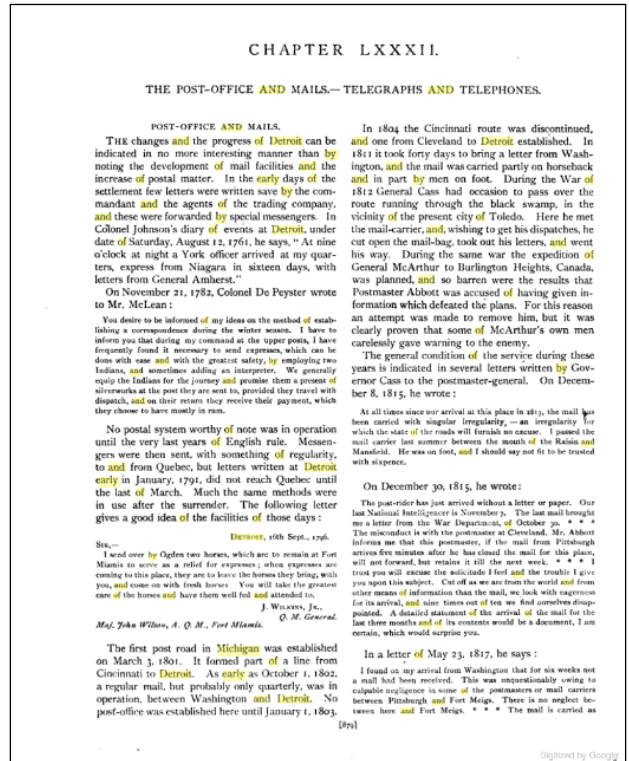 CHAPTER LXXXII.
THE POST-OFFICE AND MAILS.— TELEGRAPHS AND TELEPHONES.
POST-OFFICE AND MAILS.
THE changes and the progress of Detroit can be
indicated in no more interesting manner than by
noting the development of mail facilities and the
increase of postal matter. In the early days of the
settlement few letters were written save by the com-
mandant and the agents of the trading company,
and these were forwarded by special messengers. In
Colonel Johnson's diary of events at Detroit, under
date of Saturday, August 12, 1761, he says, " At nine
o'clock at night a York officer arrived at my quar-
ters, express from Niagara in sixteen days, with
letters from General Amherst."
On November 21, 1782, Colonel De Peyster wrote
to Mr. McLean :
You desire to be informed of my ideas on the method of estab-
lishing a correspondence during the winter season. I have to
inform you that during my command at the upper posts, I have
frequently found it necessary to send expresses, which can be
done with ease and with the greatest safety, by employing two
Indians, and sometimes adding an interpreter. We generally
equip the Indians for the journey and promise them a present of
silverworks at the post they are sent to, provided they travel with
dispatch, and on their return they receive their payment, which
they choose to have mostly in rum.
No postal system worthy of note was in operation
until the very last years of English rule. Messen-
gers were then sent, with something of regularity,
to and from Quebec, but letters written at Detroit
early in January, 1791, did not reach Quebec until
the last of March. Much the same methods were
in use after the surrender. The following letter
gives a good idea of the facilities of those days :
DETROIT, 16th Sept., 1796.
SIR,—
I send over by Ogden two horses, which are to remain at Fort
Miamis to serve as a relief for expresses ; when expresses are
coming to this place, they are to leave the horses they bring, with
you, and come on with fresh horses You will take the greatest
care of the horses and have them well fed and attended to.
J. WILKINS, JR.,
Q. M. General.
Maj. John Wilson, A. Q. M., Fort Miamis.
The first post road in Michigan was established
on March 3, 1801. It formed part of a line from
Cincinnati to Detroit. As early as October 1, 1802,
a regular mail, but probably only quarterly, was in
operation, between Washington and Detroit. No
post-office was established here until January 1, 1803.
In 1804 the Cincinnati route was discontinued,
and one from Cleveland to Detroit established. In
1811 it took forty days to bring a letter from Wash-
ington, and the mail was carried partly on horseback
and in part by men on foot. During the War of
1812 General Cass had occasion to pass over the
route running through the black swamp, in the
vicinity of the present city of Toledo. Here he met
the mail-carrier, and, wishing to get his dispatches, he
cut open the mail-bag, took out his letters, and went
his way. During the same war the expedition of
General McArthur to Burlington Heights, Canada,
was planned, and so barren were the results that
Postmaster Abbott was accused of having given in-
formation which defeated the plans. For this reason
an attempt was made to remove him, but it was
clearly proven that some of McArthur's own men
carelessly gave warning to the enemy.
The general condition of the service during these
years is indicated in several letters written by Gov-
ernor Cass to the postmaster-general. On Decem-
ber 8, 1815, he wrote :
At all times since our arrival at this place in 1813, the mail has
been carried with singular irregularity, — an irregularity for
which the state of the roads will furnish no excuse. I passed the
mail carrier last summer between the mouth of the Raisin and
Mansfield. He was on foot, and I should say not fit to be trusted
with sixpence.
On December 30, 1815, he wrote:
The post-rider has just arrived without a letter or paper. Our
last National Intelligencer is November 7. The last mail brought
me a letter from the War Department, of October 30. * * *
The misconduct is with the postmaster at Cleveland. Mr. Abbott
informs me that this postmaster, if the mail from Pittsburgh
arrives five minutes after he has closed the mail for this place,
will not forward, but retains it till the next week. * * * I
trust you will excuse the solicitude I feel and the trouble I give
you upon this subject. Cut off as we are from the world and from
other means of information than the mail, we look with eagerness
for its arrival, and nine times out of ten we find ourselves disap-
pointed. A detailed statement of the arrival of the mail for the
last three months and of its contents would be a document, I am
certain, which would surprise you.
In a letter of May 23, 1817, he says :
I found on my arrival from Washington that for six weeks not
a mail had been received. This was unquestionably owing to
culpable negligence in some of the postmasters or mail carriers
between Pittsburgh and Fort Meigs. There is no neglect be-
tween here and Fort Meigs. * * * The mail is carried as
[879]
Digitized by Google